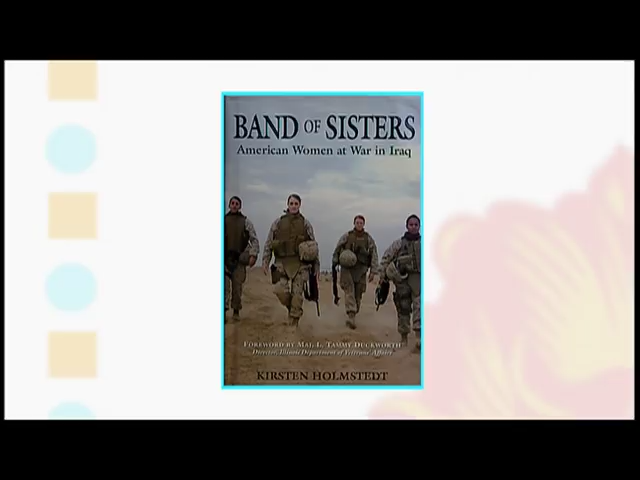 BAND OF SISTERS
American Women at War in Iraq
FOREWORD BY MAJ. L. TAMMY DUCKWORTH
Director, Illinois Department of Veterans' Affairs
KIRSTEN HOLMSTEDT